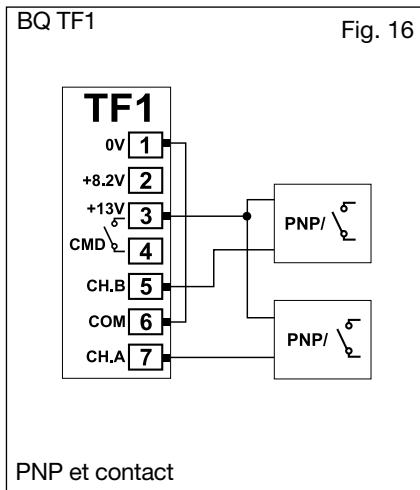 BQ TF1
Fig. 16
TF1
0V 1
+8.2V 2
+13V 3
CMD 4
CH.B 5
COM 6
CH.A 7
PNP/
PNP/
PNP et contact